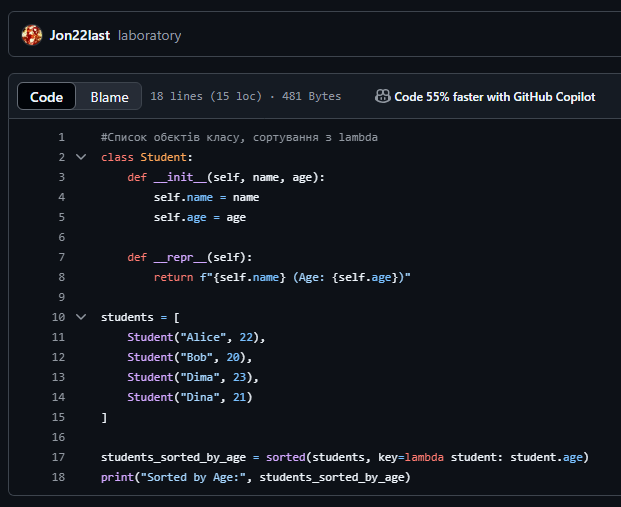 Jon22last laboratory
Code Blame 18 lines (15 loc) · 481 Bytes Code 55% faster with GitHub Copilot
1 #Список обектів класу, сортування з lambda
2 class Student:
3 def __init__(self, name, age):
4 self.name = name
5 self.age = age
6
7 def __repr__(self):
8 return f"{self.name} (Age: {self.age})"
9
10 students = [
11 Student("Alice", 22),
12 Student("Bob", 20),
13 Student("Dima", 23),
14 Student("Dina", 21)
15 ]
16
17 students_sorted_by_age = sorted(students, key=lambda student: student.age)
18 print("Sorted by Age:", students_sorted_by_age)